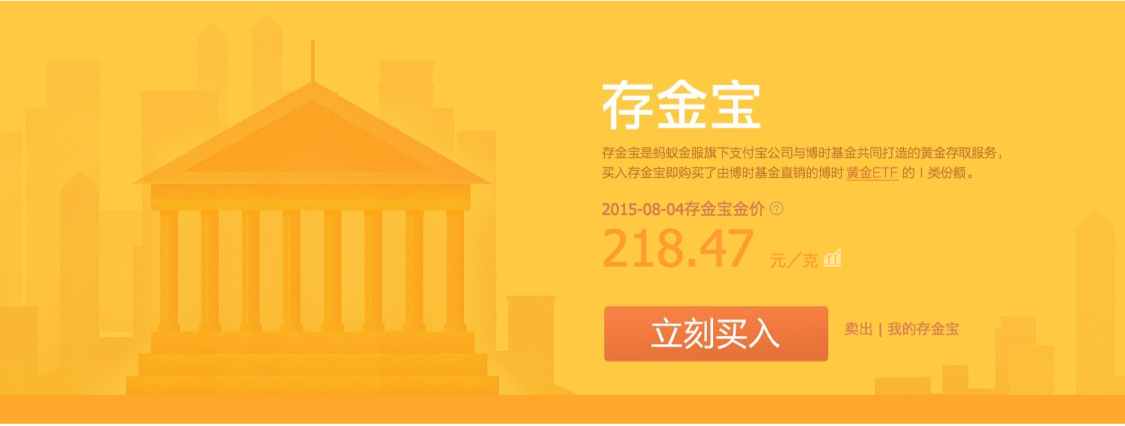 存金宝
存金宝是蚂蚁金服旗下支付宝公司与博时基金共同打造的黄金存取服务，
买入存金宝即购买了由博时基金直销的博时 黄金ETF 的 I 类份额。
2015-08-04存金宝金价 ?
218.47 元／克
立刻买入 卖出 | 我的存金宝